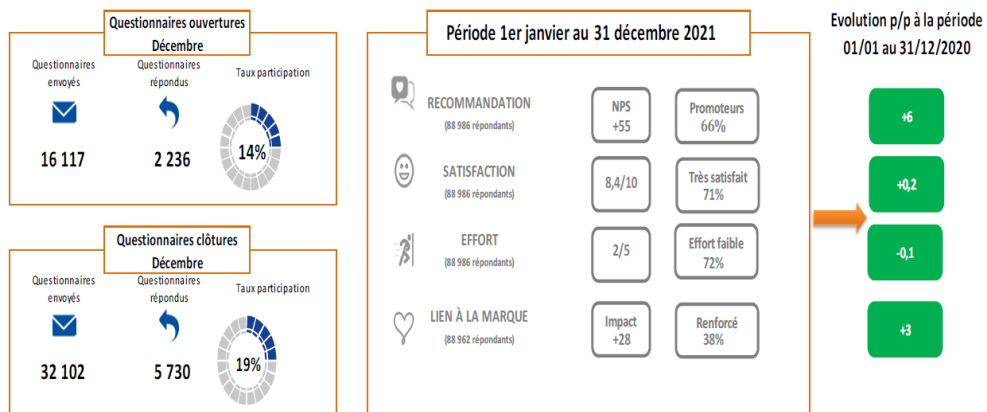 Questionnaires ouvertures
Décembre
Questionnaires
envoyés
Questionnaires
répondus
Taux participation
16 117
2 236
14%
Questionnaires clôtures
Décembre
Questionnaires
envoyés
Questionnaires
répondus
Taux participation
32 102
5 730
19%
Période 1er janvier au 31 décembre 2021
RECOMMANDATION
(88 986 répondants)
NPS
+55
Promoteurs
66%
SATISFACTION
(88 986 répondants)
8,4/10
Très satisfait
71%
EFFORT
(88 986 répondants)
2/5
Effort faible
72%
LIEN À LA MARQUE
(88 962 répondants)
Impact
+28
Renforcé
38%
Evolution p/p à la période
01/01 au 31/12/2020
+6
+0,2
-0,1
+3